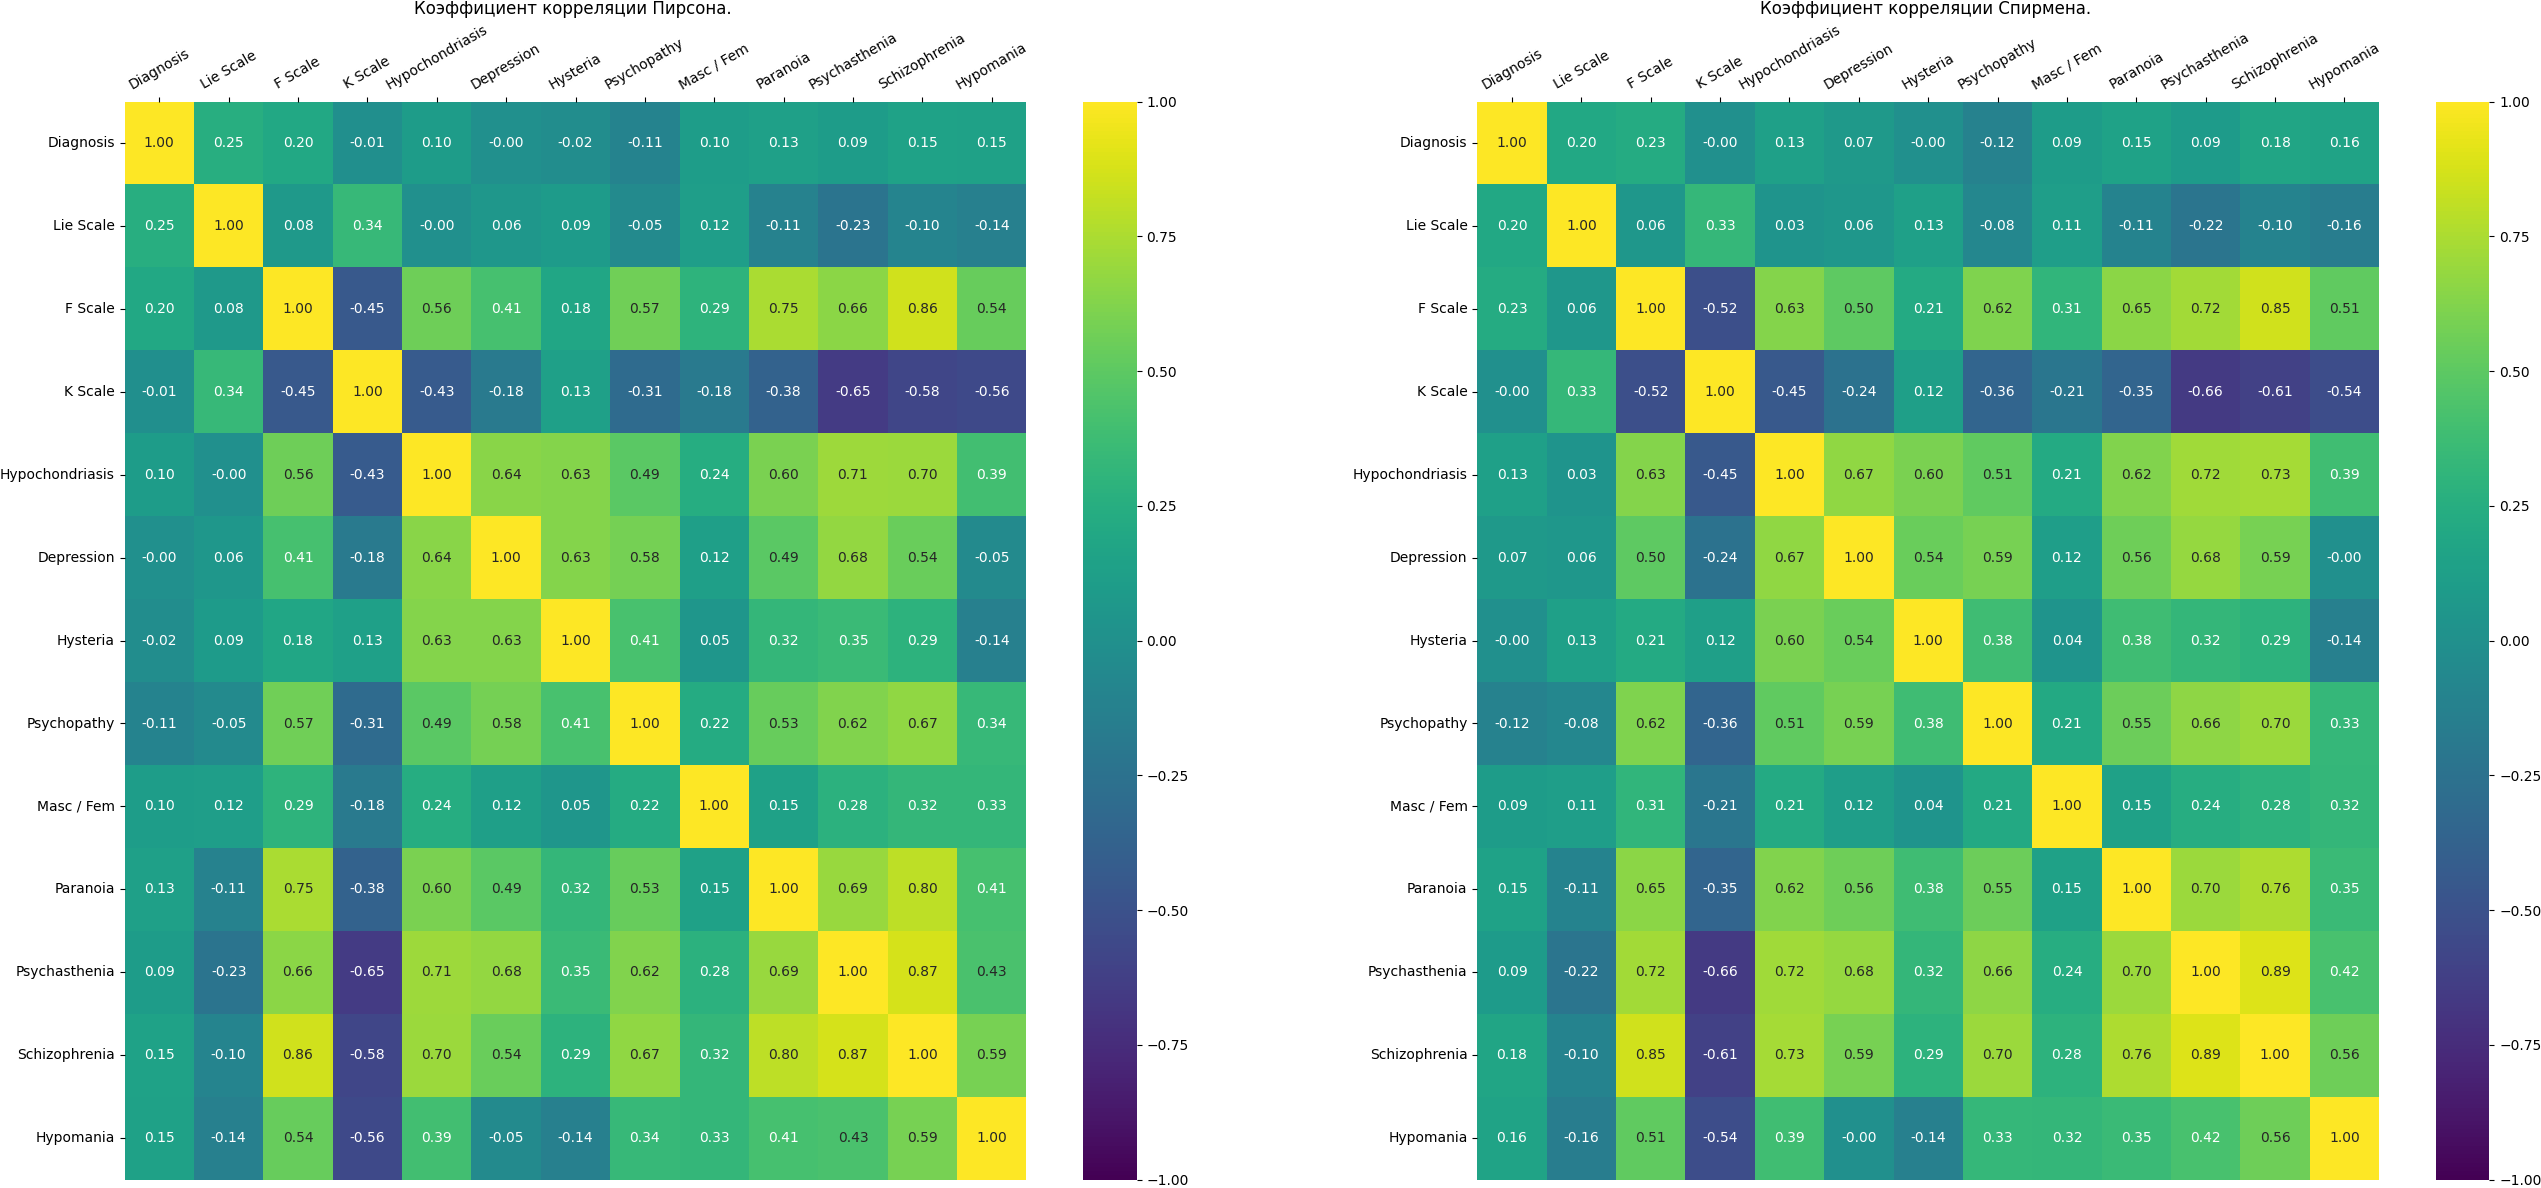 Коэффициент корреляции Пирсона.
Diagnosis Lie Scale F Scale K Scale Hypochondriasis Depression Hysteria Psychopathy Masc / Fem Paranoia Psychasthenia Schizophrenia Hypomania
Diagnosis 1.00 0.25 0.20 -0.01 0.10 -0.00 -0.02 -0.11 0.10 0.13 0.09 0.15 0.15
Lie Scale 0.25 1.00 0.08 0.34 -0.00 0.06 0.09 -0.05 0.12 -0.11 -0.23 -0.10 -0.14
F Scale 0.20 0.08 1.00 -0.45 0.56 0.41 0.18 0.57 0.29 0.75 0.66 0.86 0.54
K Scale -0.01 0.34 -0.45 1.00 -0.43 -0.18 0.13 -0.31 -0.18 -0.38 -0.65 -0.58 -0.56
Hypochondriasis 0.10 -0.00 0.56 -0.43 1.00 0.64 0.63 0.49 0.24 0.60 0.71 0.70 0.39
Depression -0.00 0.06 0.41 -0.18 0.64 1.00 0.63 0.58 0.12 0.49 0.68 0.54 -0.05
Hysteria -0.02 0.09 0.18 0.13 0.63 0.63 1.00 0.41 0.05 0.32 0.35 0.29 -0.14
Psychopathy -0.11 -0.05 0.57 -0.31 0.49 0.58 0.41 1.00 0.22 0.53 0.62 0.67 0.34
Masc / Fem 0.10 0.12 0.29 -0.18 0.24 0.12 0.05 0.22 1.00 0.15 0.28 0.32 0.33
Paranoia 0.13 -0.11 0.75 -0.38 0.60 0.49 0.32 0.53 0.15 1.00 0.69 0.80 0.41
Psychasthenia 0.09 -0.23 0.66 -0.65 0.71 0.68 0.35 0.62 0.28 0.69 1.00 0.87 0.43
Schizophrenia 0.15 -0.10 0.86 -0.58 0.70 0.54 0.29 0.67 0.32 0.80 0.87 1.00 0.59
Hypomania 0.15 -0.14 0.54 -0.56 0.39 -0.05 -0.14 0.34 0.33 0.41 0.43 0.59 1.00
1.00
0.75
0.50
0.25
0.00
−0.25
−0.50
−0.75
−1.00
Коэффициент корреляции Спирмена.
Diagnosis Lie Scale F Scale K Scale Hypochondriasis Depression Hysteria Psychopathy Masc / Fem Paranoia Psychasthenia Schizophrenia Hypomania
Diagnosis 1.00 0.20 0.23 -0.00 0.13 0.07 -0.00 -0.12 0.09 0.15 0.09 0.18 0.16
Lie Scale 0.20 1.00 0.06 0.33 0.03 0.06 0.13 -0.08 0.11 -0.11 -0.22 -0.10 -0.16
F Scale 0.23 0.06 1.00 -0.52 0.63 0.50 0.21 0.62 0.31 0.65 0.72 0.85 0.51
K Scale -0.00 0.33 -0.52 1.00 -0.45 -0.24 0.12 -0.36 -0.21 -0.35 -0.66 -0.61 -0.54
Hypochondriasis 0.13 0.03 0.63 -0.45 1.00 0.67 0.60 0.51 0.21 0.62 0.72 0.73 0.39
Depression 0.07 0.06 0.50 -0.24 0.67 1.00 0.54 0.59 0.12 0.56 0.68 0.59 -0.00
Hysteria -0.00 0.13 0.21 0.12 0.60 0.54 1.00 0.38 0.04 0.38 0.32 0.29 -0.14
Psychopathy -0.12 -0.08 0.62 -0.36 0.51 0.59 0.38 1.00 0.21 0.55 0.66 0.70 0.33
Masc / Fem 0.09 0.11 0.31 -0.21 0.21 0.12 0.04 0.21 1.00 0.15 0.24 0.28 0.32
Paranoia 0.15 -0.11 0.65 -0.35 0.62 0.56 0.38 0.55 0.15 1.00 0.70 0.76 0.35
Psychasthenia 0.09 -0.22 0.72 -0.66 0.72 0.68 0.32 0.66 0.24 0.70 1.00 0.89 0.42
Schizophrenia 0.18 -0.10 0.85 -0.61 0.73 0.59 0.29 0.70 0.28 0.76 0.89 1.00 0.56
Hypomania 0.16 -0.16 0.51 -0.54 0.39 -0.00 -0.14 0.33 0.32 0.35 0.42 0.56 1.00
1.00
0.75
0.50
0.25
0.00
−0.25
−0.50
−0.75
−1.00